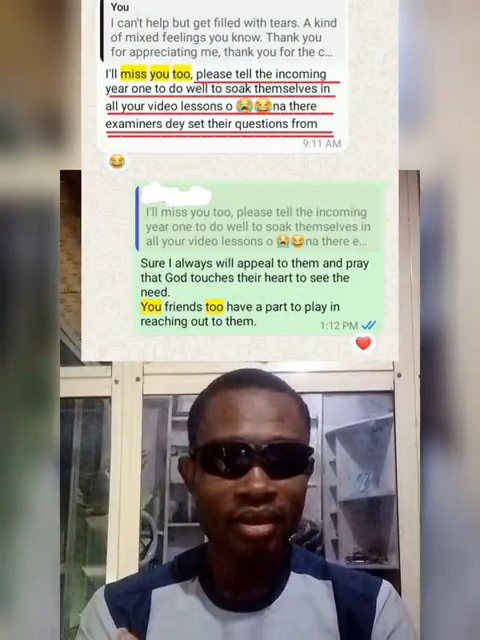 You
I can't help but get filled with tears. A kind
of mixed feelings you know. Thank you
for appreciating me, thank you for the c...
I'll miss you too, please tell the incoming
year one to do well to soak themselves in
all your video lessons o 😭😂na there
examiners dey set their questions from
9:11 AM
😂
I'll miss you too, please tell the incoming
year one to do well to soak themselves in
all your video lessons o 😭😂na there e...
Sure I always will appeal to them and pray
that God touches their heart to see the
need.
You friends too have a part to play in
reaching out to them.
1:12 PM
❤️